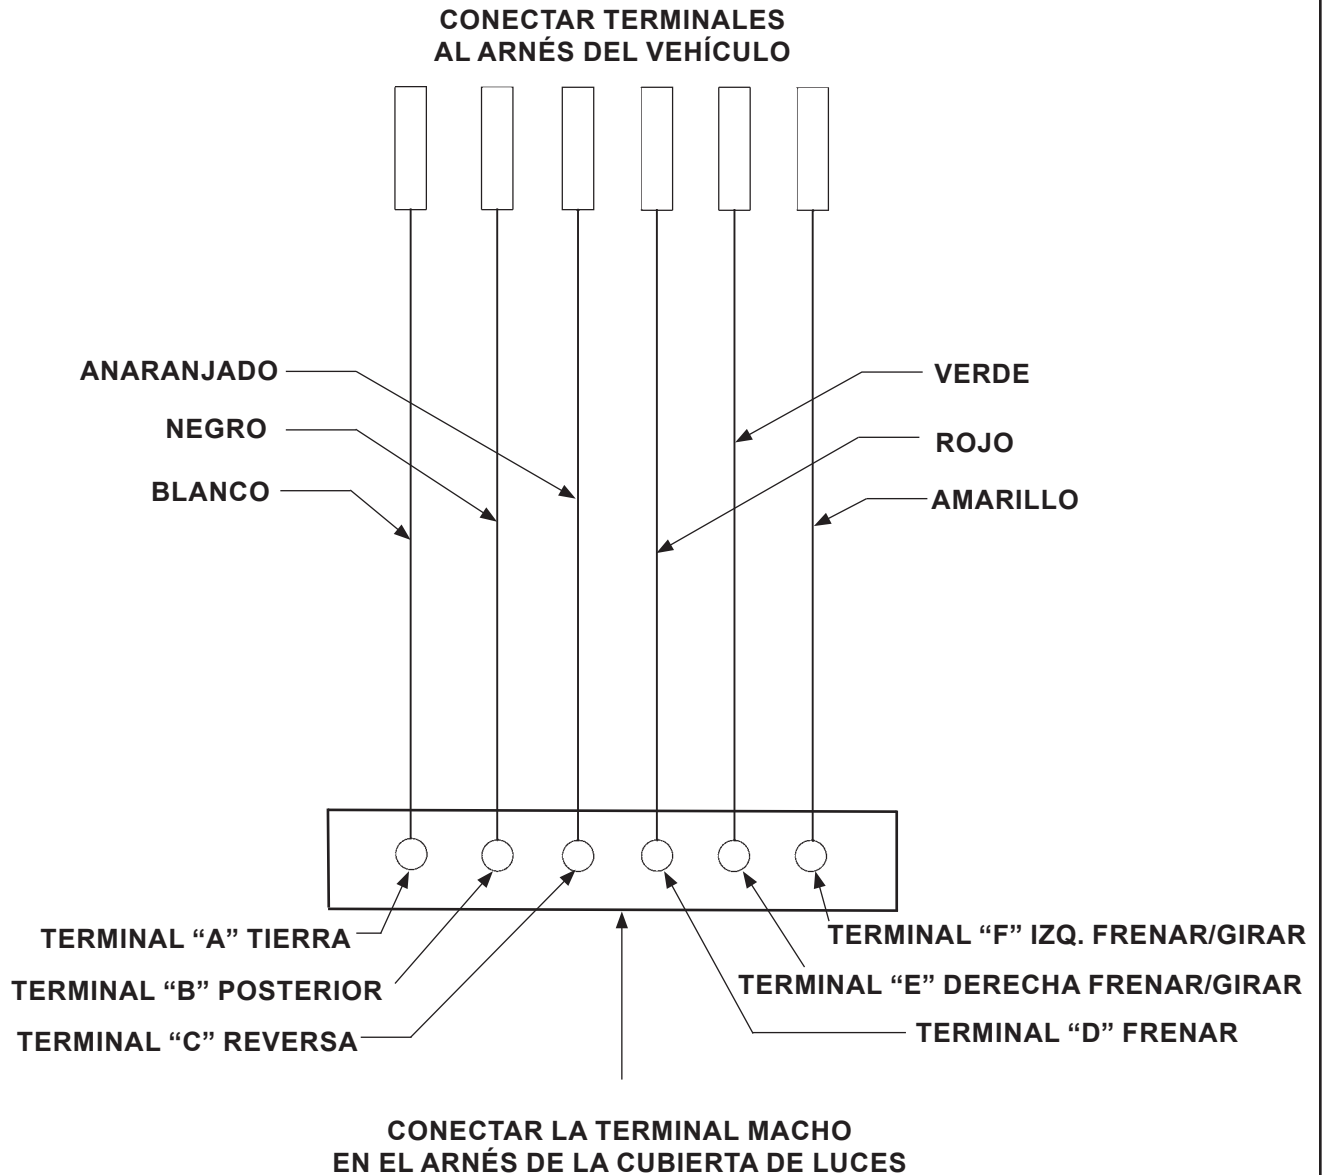 CONECTAR TERMINALES
AL ARNÉS DEL VEHÍCULO
ANARANJADO
NEGRO
BLANCO
VERDE
ROJO
AMARILLO
TERMINAL “A” TIERRA
TERMINAL “B” POSTERIOR
TERMINAL “C” REVERSA
TERMINAL “F” IZQ. FRENAR/GIRAR
TERMINAL “E” DERECHA FRENAR/GIRAR
TERMINAL “D” FRENAR
CONECTAR LA TERMINAL MACHO
EN EL ARNÉS DE LA CUBIERTA DE LUCES